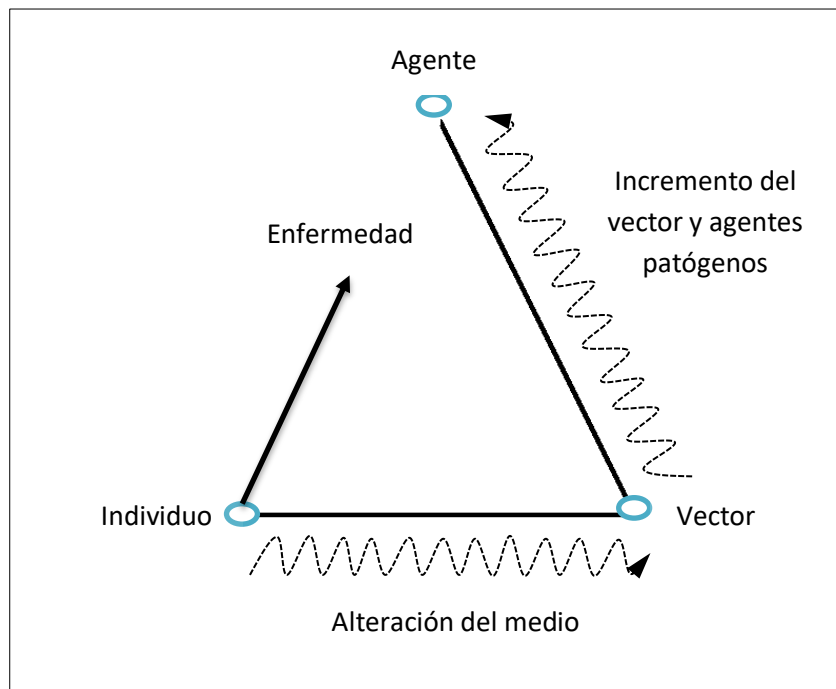 Agente
Incremento del
vector y agentes
patógenos
Enfermedad
Individuo
Vector
Alteración del medio